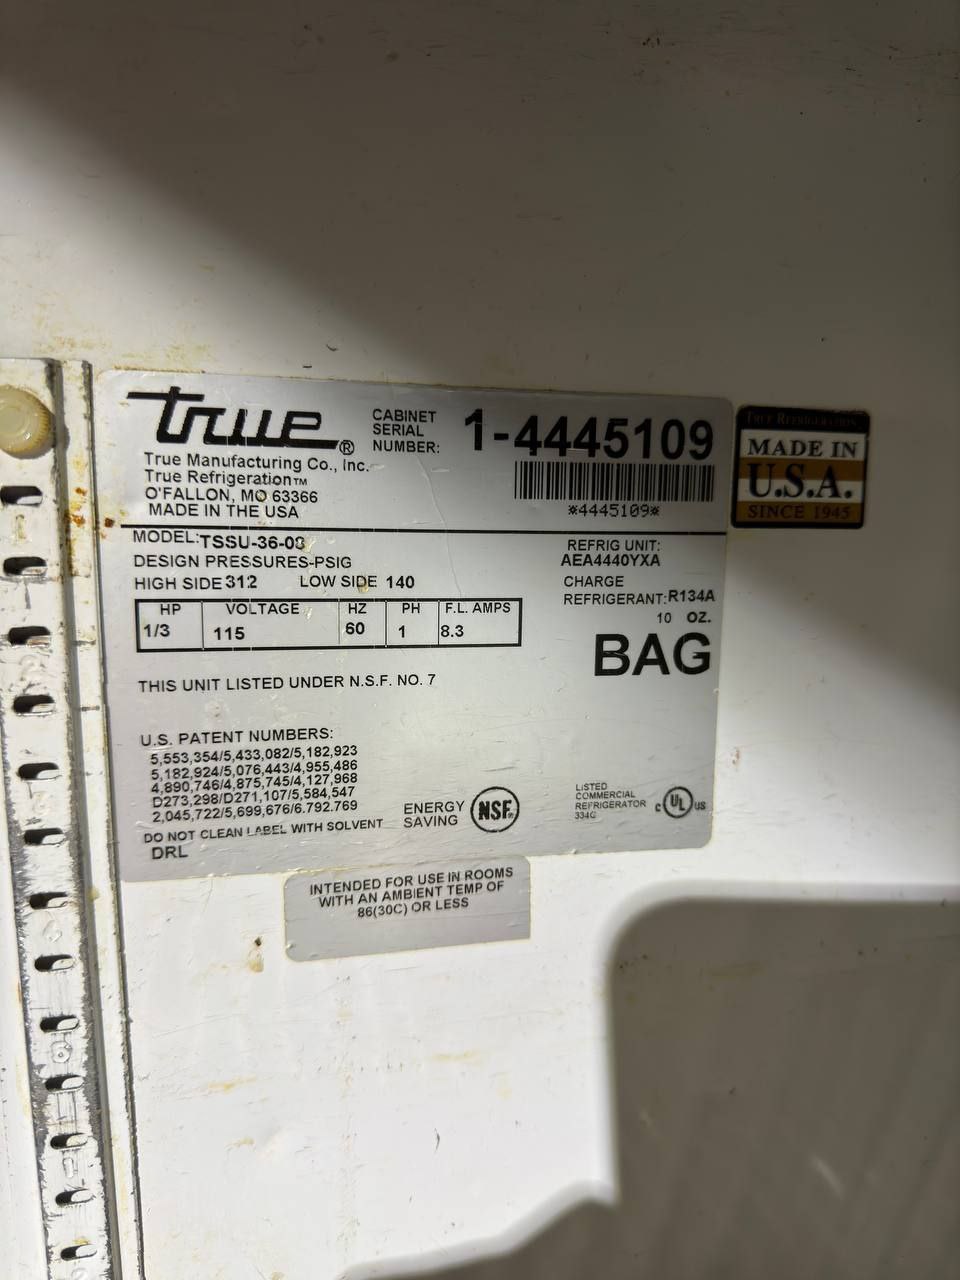 true®
True Manufacturing Co., Inc.
True Refrigeration™
O'FALLON, MO 63366
MADE IN THE USA
CABINET
SERIAL
NUMBER:
1-4445109
*4445109*
TRUE REFRIGERATION
MADE IN
U.S.A.
SINCE 1945
MODEL:TSSU-36-08
DESIGN PRESSURES-PSIG
HIGH SIDE 312 LOW SIDE 140
HP VOLTAGE HZ PH F.L. AMPS
1/3 115 60 1 8.3
REFRIG UNIT:
AEA4440YXA
CHARGE
REFRIGERANT:R134A
10 OZ.
BAG
THIS UNIT LISTED UNDER N.S.F. NO. 7
U.S. PATENT NUMBERS:
5,553,354/5,433,082/5,182,923
5,182,924/5,076,443/4,955,486
4,890,746/4,875,745/4,127,968
D273,298/D271,107/5,584,547
2,045,722/5,699,676/6.792.769
DO NOT CLEAN LABEL WITH SOLVENT
DRL
ENERGY
SAVING
NSF®
LISTED
COMMERCIAL
REFRIGERATOR
334G
C UL US
INTENDED FOR USE IN ROOMS
WITH AN AMBIENT TEMP OF
86(30C) OR LESS